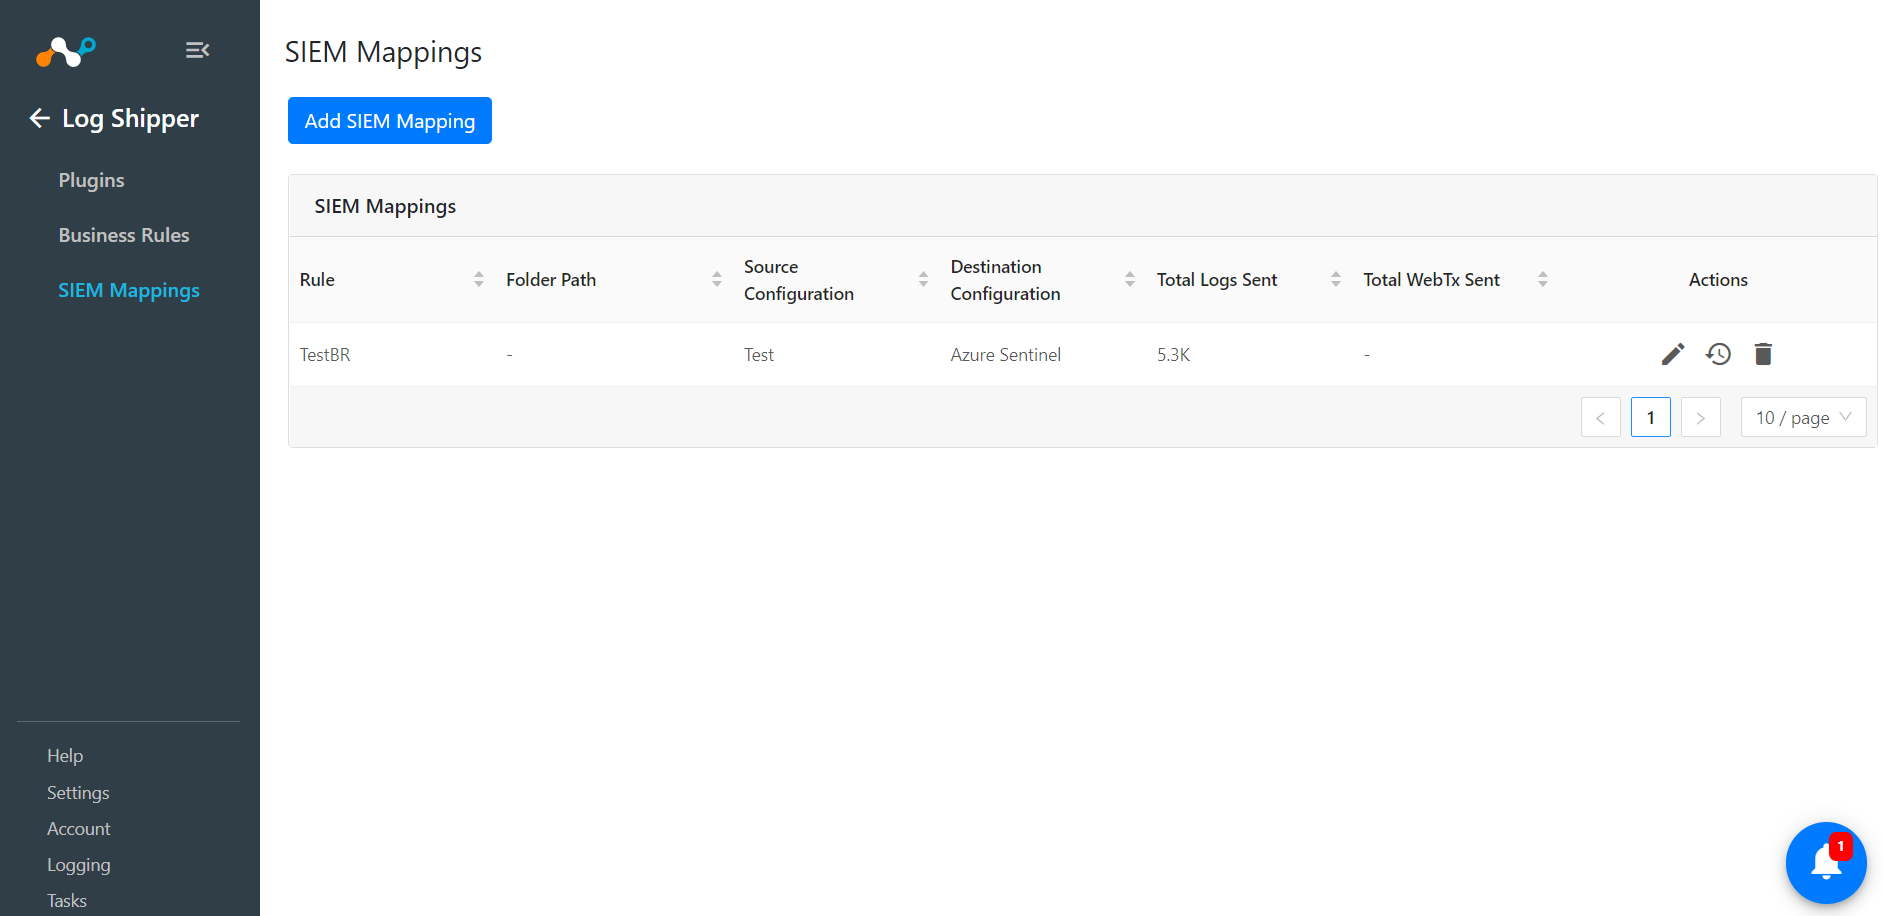 Log Shipper
Plugins
Business Rules
SIEM Mappings
Help
Settings
Account
Logging
Tasks
SIEM Mappings
Add SIEM Mapping
SIEM Mappings
Rule
Folder Path
Source
Configuration
Destination
Configuration
Total Logs Sent
Total WebTx Sent
Actions
TestBR
-
Test
Azure Sentinel
5.3K
-
< 1 > 10 / page
1